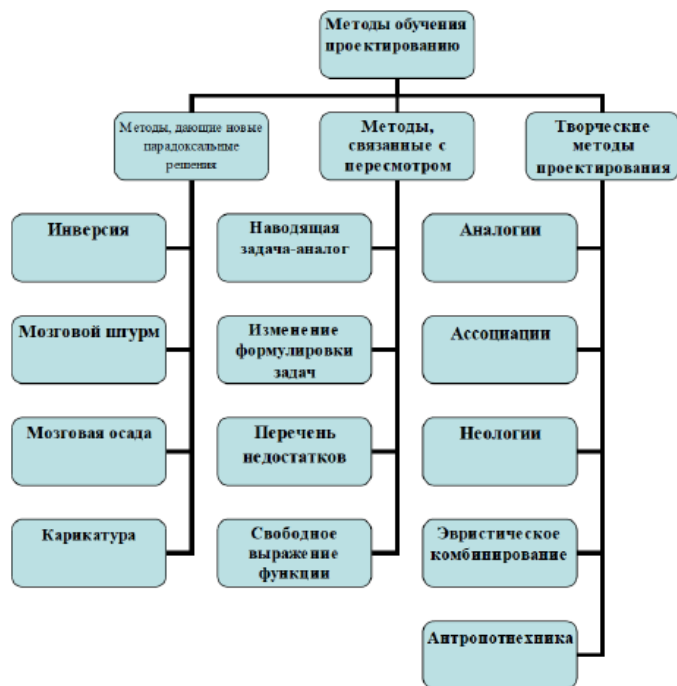 Методы обучения
проектированию
Методы, дающие новые
парадоксальные
решения
Методы,
связанные с
пересмотром
Творческие
методы
проектирования
Инверсия
Мозговой штурм
Мозговая осада
Карикатура
Наводящая
задача-аналог
Изменение
формулировки
задач
Перечень
недостатков
Свободное
выражение
функции
Аналогии
Ассоциации
Неологии
Эвристическое
комбинирование
Антропотнехника